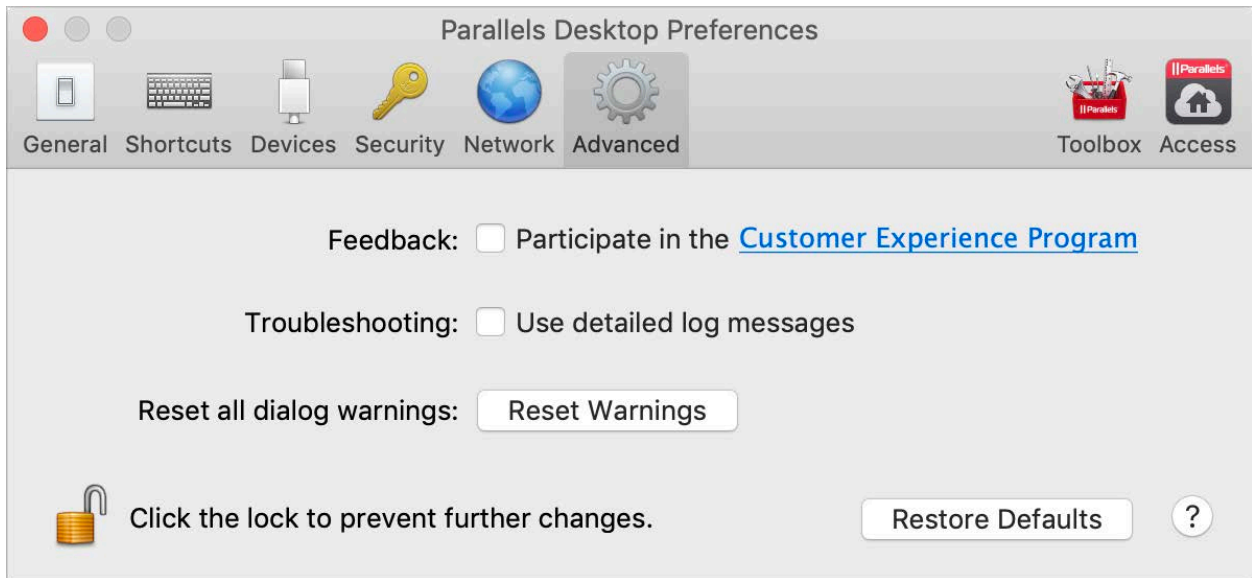 Parallels Desktop Preferences
||Parallels
||Parallels
General Shortcuts Devices Security Network Advanced Toolbox Access
Feedback: Participate in the Customer Experience Program
Troubleshooting: Use detailed log messages
Reset all dialog warnings: Reset Warnings
Click the lock to prevent further changes. Restore Defaults ?